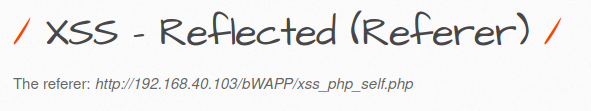 / XSS - Reflected (Referer) /
The referer: http://192.168.40.103/bWAPP/xss_php_self.php